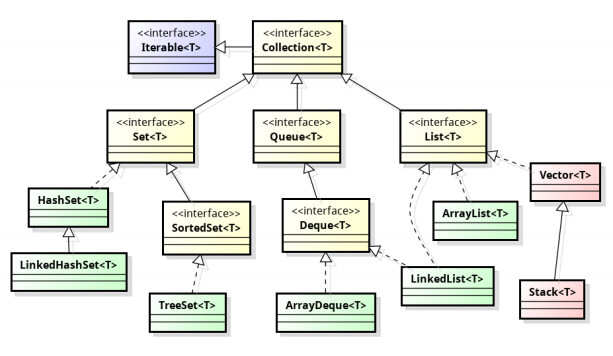 <<interface>>
Iterable<T>
<<interface>>
Collection<T>
<<interface>>
Set<T>
<<interface>>
Queue<T>
<<interface>>
List<T>
Vector<T>
HashSet<T>
<<interface>>
SortedSet<T>
<<interface>>
Deque<T>
ArrayList<T>
LinkedHashSet<T>
LinkedList<T>
Stack<T>
TreeSet<T>
ArrayDeque<T>